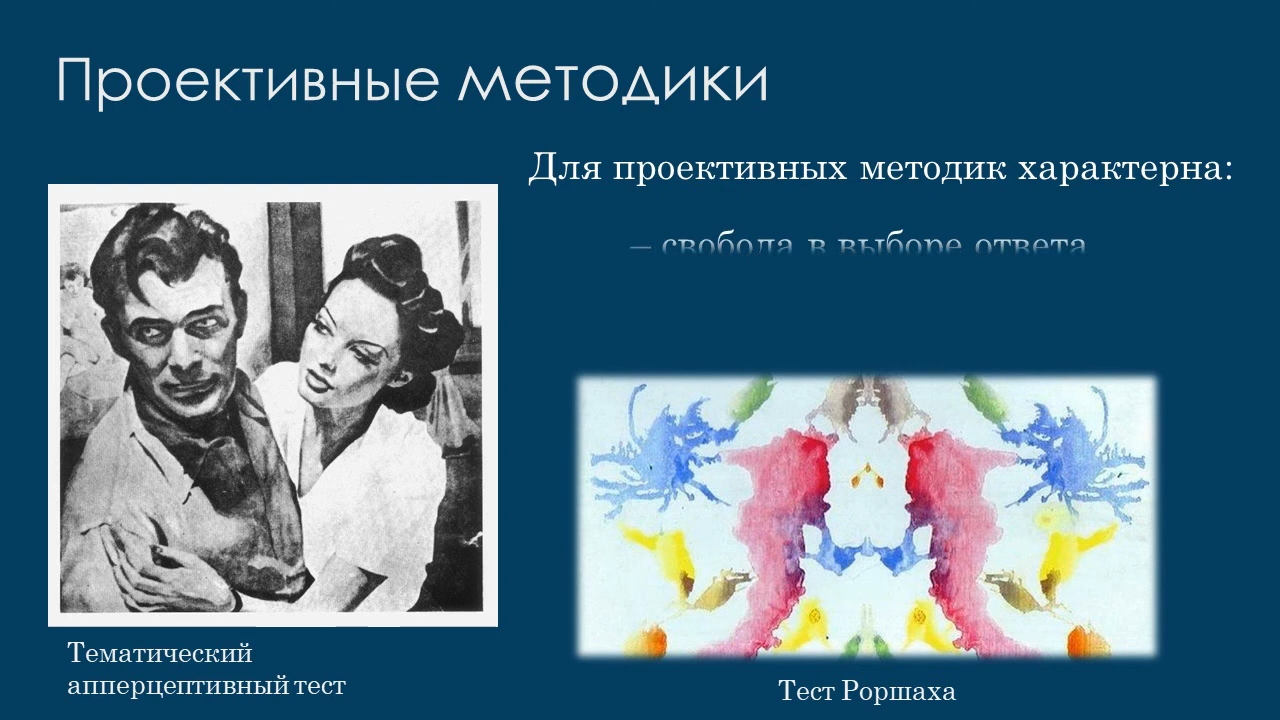 Проективные методики
Для проективных методик характерна:
– свобода в выборе ответа
Тематический
апперцептивный тест
Тест Роршаха